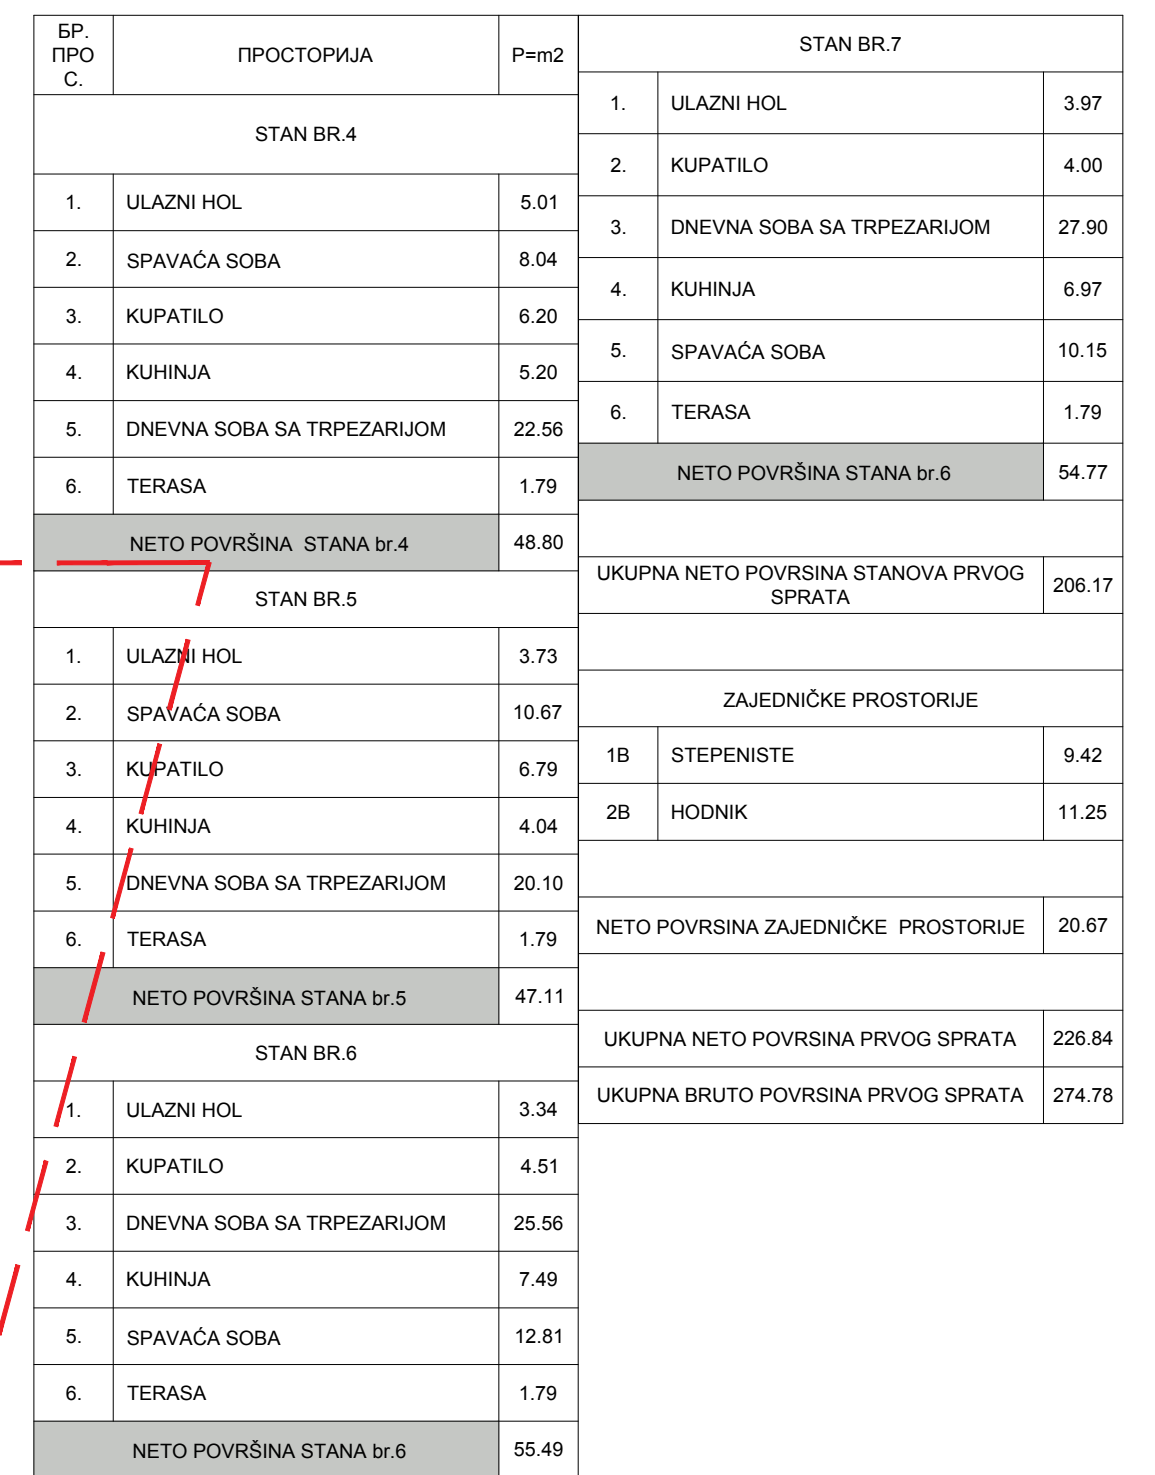 БР.
ПРО
С.
ПРОСТОРИЈА
P=m2
STAN BR.4
1. ULAZNI HOL 5.01
2. SPAVAĆA SOBA 8.04
3. KUPATILO 6.20
4. KUHINJA 5.20
5. DNEVNA SOBA SA TRPEZARIJOM 22.56
6. TERASA 1.79
NETO POVRŠINA STANA br.4 48.80
STAN BR.5
1. ULAZNI HOL 3.73
2. SPAVAĆA SOBA 10.67
3. KUPATILO 6.79
4. KUHINJA 4.04
5. DNEVNA SOBA SA TRPEZARIJOM 20.10
6. TERASA 1.79
NETO POVRŠINA STANA br.5 47.11
STAN BR.6
1. ULAZNI HOL 3.34
2. KUPATILO 4.51
3. DNEVNA SOBA SA TRPEZARIJOM 25.56
4. KUHINJA 7.49
5. SPAVAĆA SOBA 12.81
6. TERASA 1.79
NETO POVRŠINA STANA br.6 55.49
STAN BR.7
1. ULAZNI HOL 3.97
2. KUPATILO 4.00
3. DNEVNA SOBA SA TRPEZARIJOM 27.90
4. KUHINJA 6.97
5. SPAVAĆA SOBA 10.15
6. TERASA 1.79
NETO POVRŠINA STANA br.6 54.77
UKUPNA NETO POVRSINA STANOVA PRVOG
SPRATA 206.17
ZAJEDNIČKE PROSTORIJE
1B STEPENISTE 9.42
2B HODNIK 11.25
NETO POVRSINA ZAJEDNIČKE PROSTORIJE 20.67
UKUPNA NETO POVRSINA PRVOG SPRATA 226.84
UKUPNA BRUTO POVRSINA PRVOG SPRATA 274.78